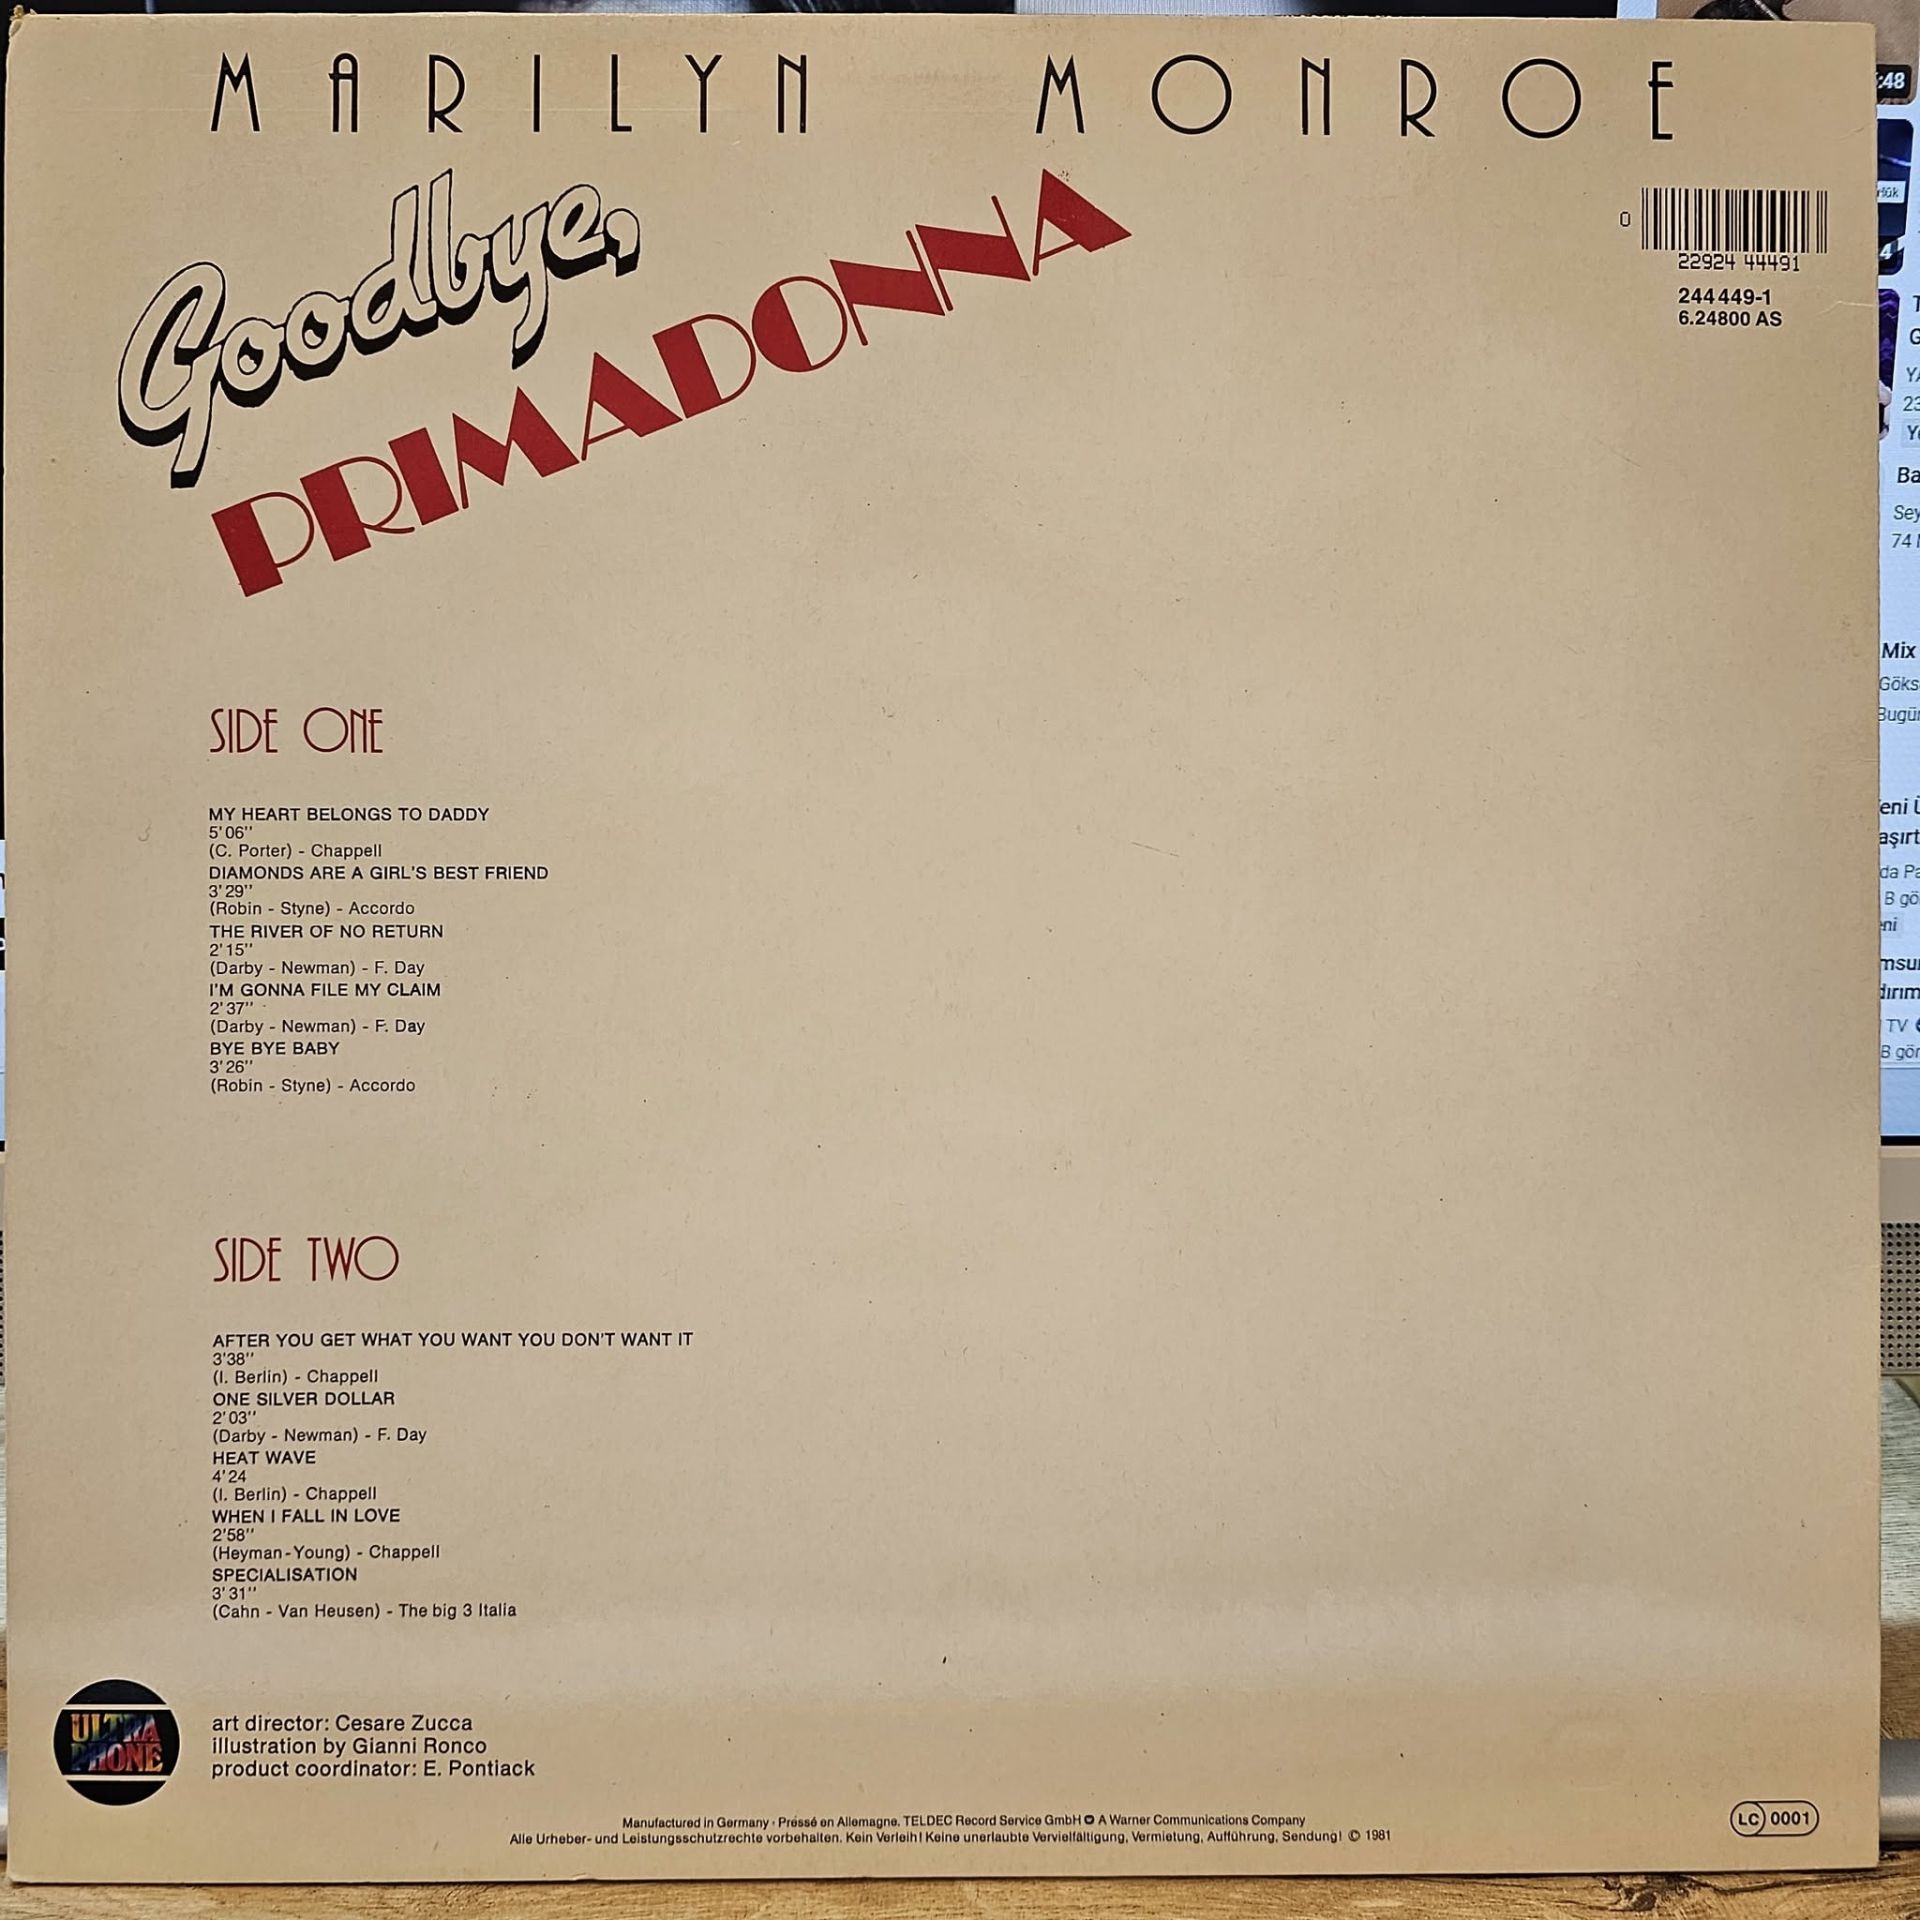 MARILYN MONROE
Goodbye,
PRIMADONNA
0
22924 44491
244 449-1
6.24800 AS
SIDE ONE
MY HEART BELONGS TO DADDY
5'06''
(C. Porter) - Chappell
DIAMONDS ARE A GIRL'S BEST FRIEND
3'29''
(Robin - Styne) - Accordo
THE RIVER OF NO RETURN
2'15''
(Darby - Newman) - F. Day
I'M GONNA FILE MY CLAIM
2'37''
(Darby - Newman) - F. Day
BYE BYE BABY
3'26''
(Robin - Styne) - Accordo
SIDE TWO
AFTER YOU GET WHAT YOU WANT YOU DON'T WANT IT
3'38''
(I. Berlin) - Chappell
ONE SILVER DOLLAR
2'03''
(Darby - Newman) - F. Day
HEAT WAVE
4'24
(I. Berlin) - Chappell
WHEN I FALL IN LOVE
2'58''
(Heyman-Young) - Chappell
SPECIALISATION
3'31''
(Cahn - Van Heusen) - The big 3 Italia
ULTRA
PHONE
art director: Cesare Zucca
illustration by Gianni Ronco
product coordinator: E. Pontiack
Manufactured in Germany · Pressé en Allemagne. TELDEC Record Service GmbH A Warner Communications Company
Alle Urheber- und Leistungsschutzrechte vorbehalten. Kein Verleih! Keine unerlaubte Vervielfältigung, Vermietung, Aufführung, Sendung! © 1981
LC 0001
:48
Mix
TV